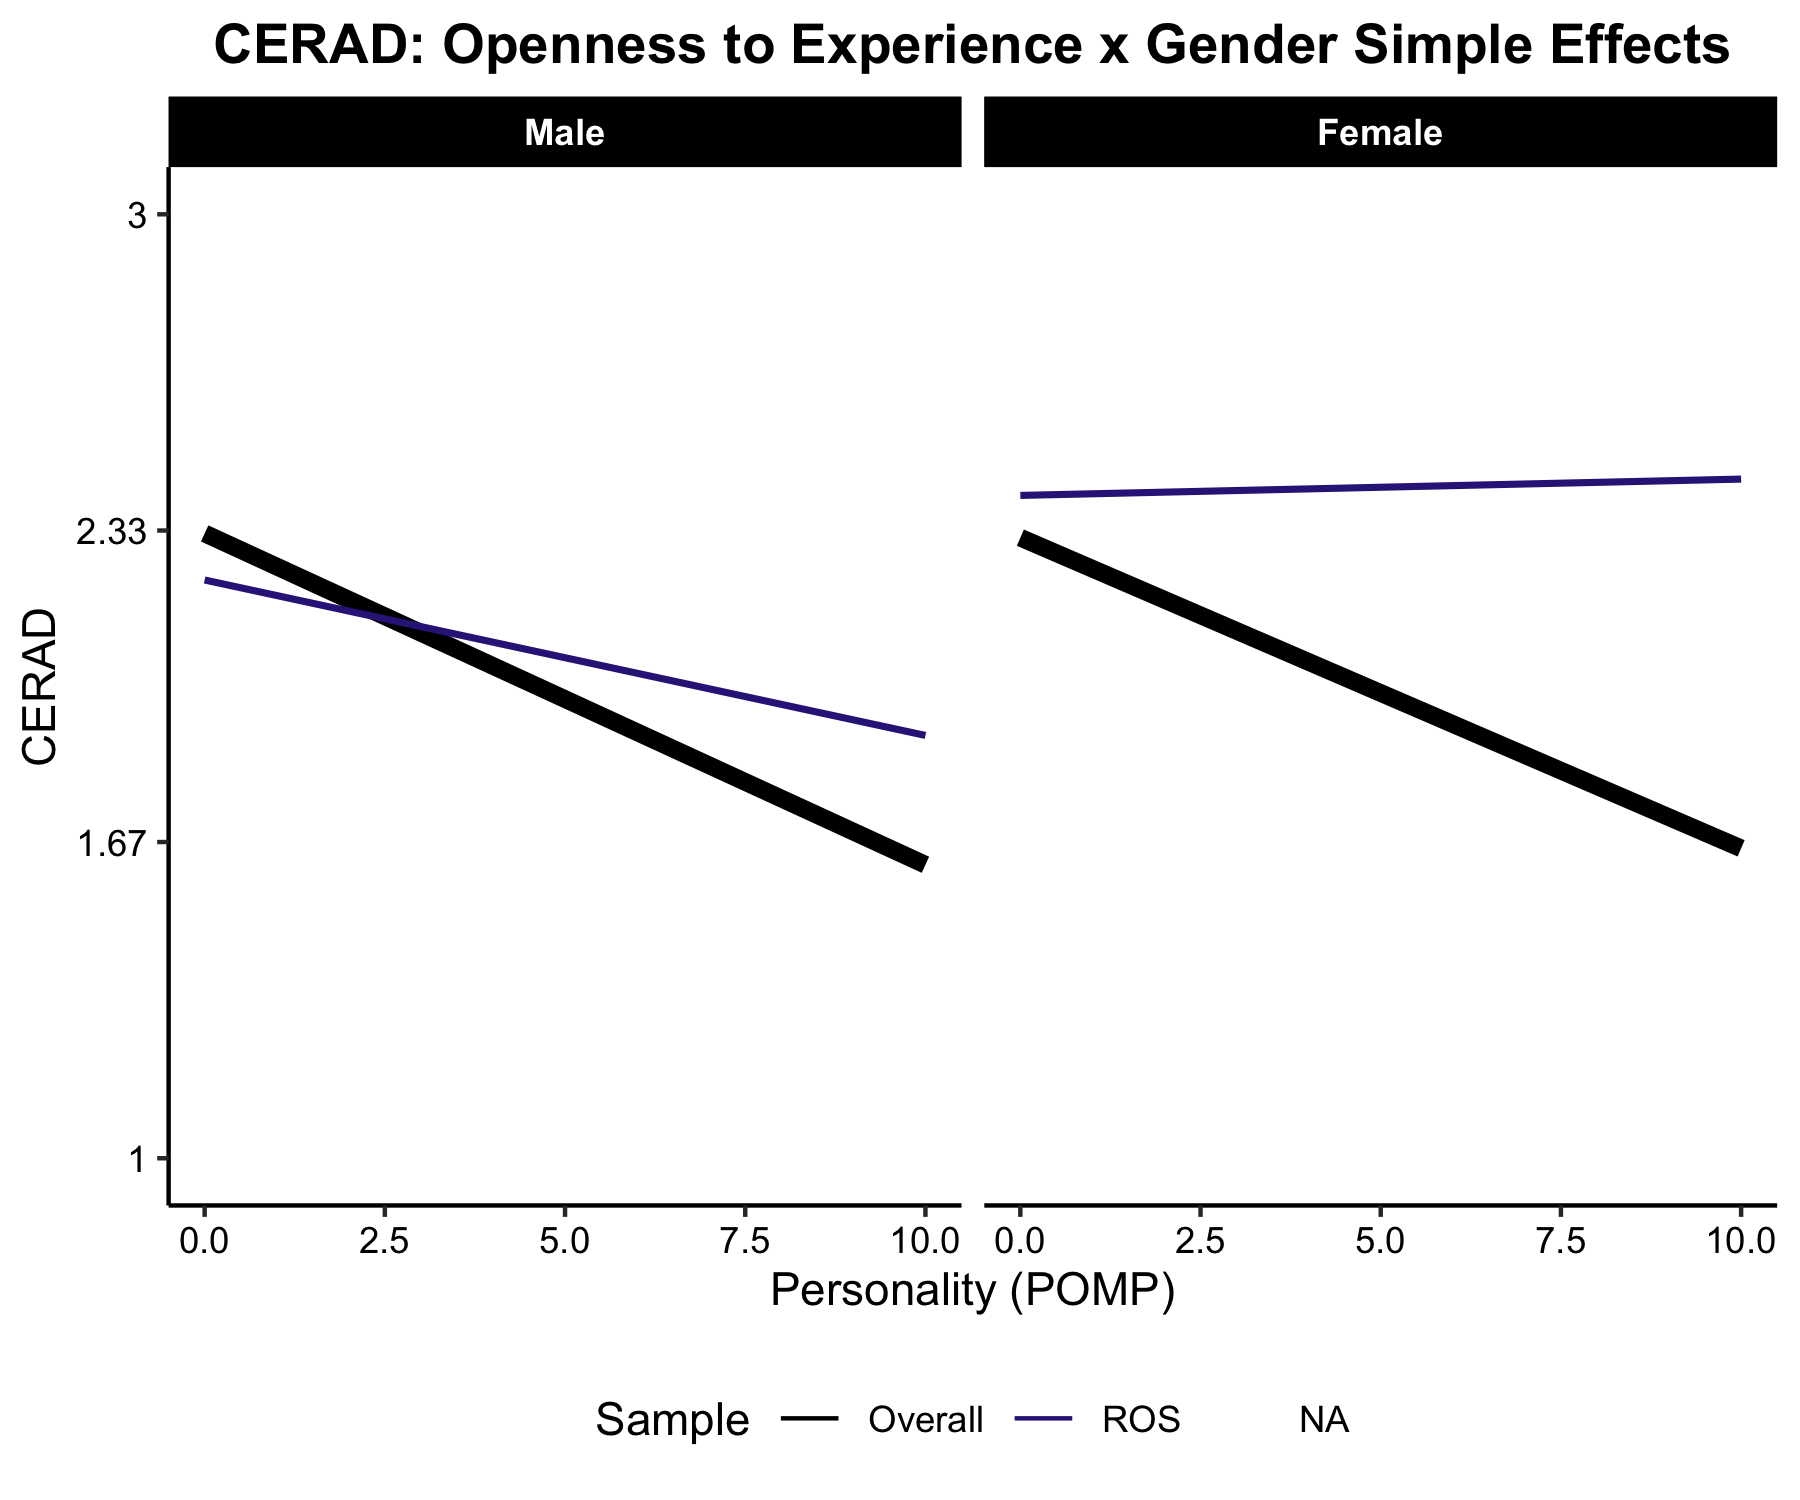 CERAD: Openness to Experience x Gender Simple Effects
Male Female
CERAD
3
2.33
1.67
1
0.0 2.5 5.0 7.5 10.0 0.0 2.5 5.0 7.5 10.0
Personality (POMP)
Sample Overall ROS NA